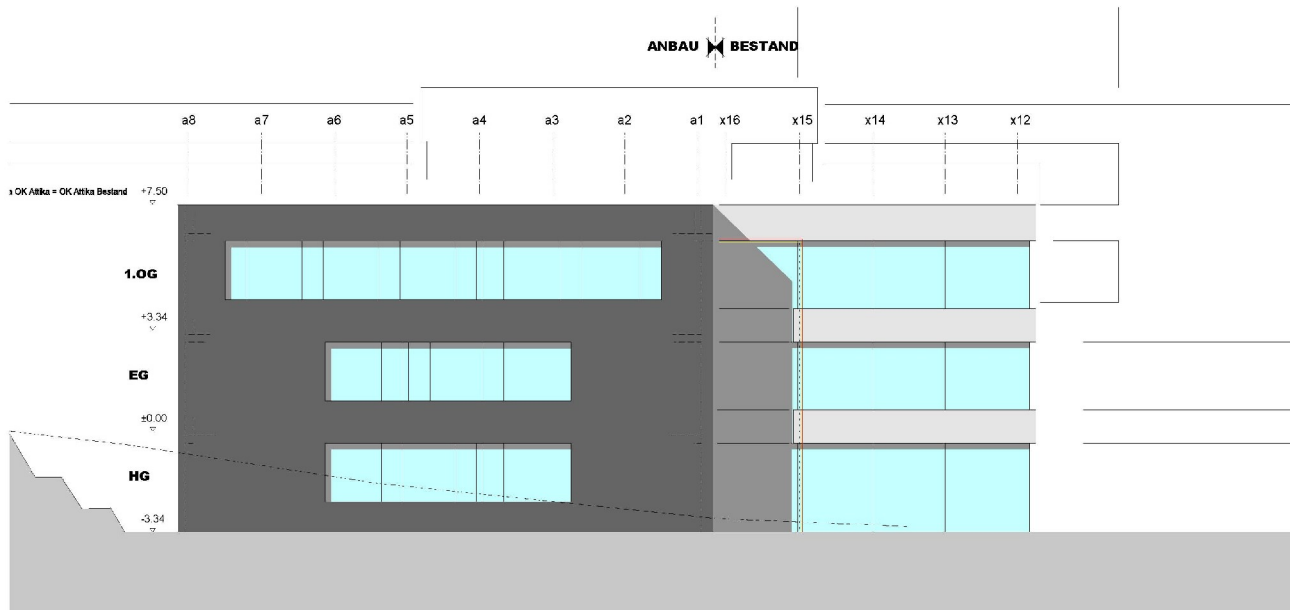 ANBAU BESTAND
a8 a7 a6 a5 a4 a3 a2 a1 x16 x15 x14 x13 x12
OK Attika = OK Attika Bestand +7.50
1.OG
+3.34
EG
±0.00
HG
-3.34